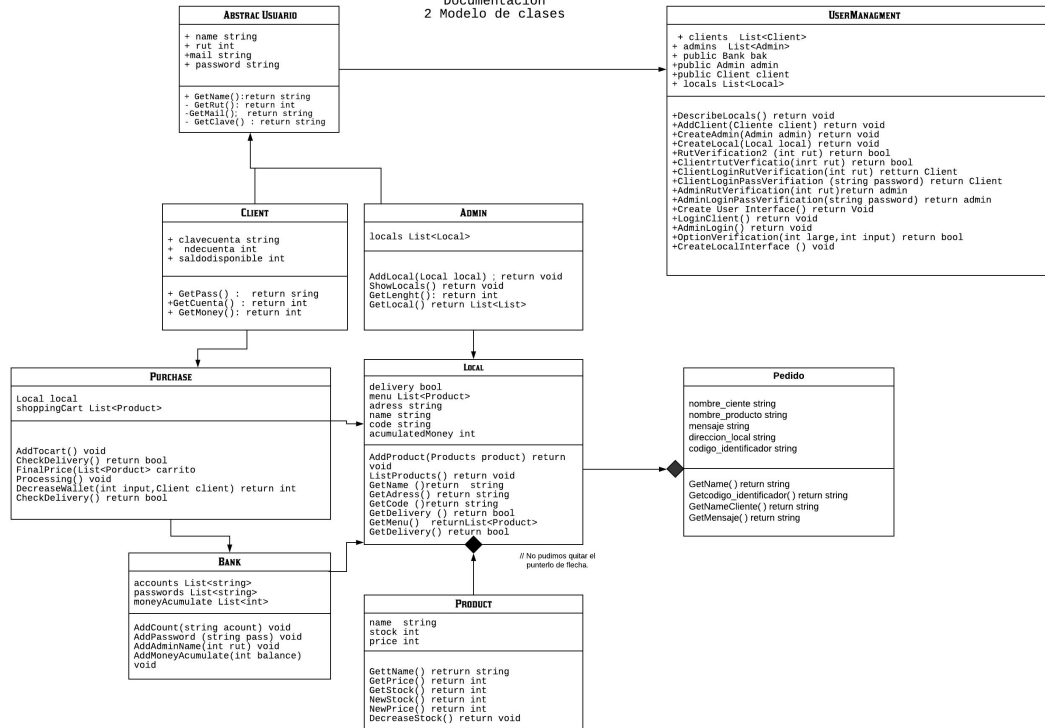 Documentación
2 Modelo de clases
Abstrac Usuario
+ name string
+ rut int
+mail string
+ password string
+ GetName():return string
- GetRut(): return int
-GetMail(); return string
- GetClave() : return string
UserManagment
+ clients List<Client>
+ admins List<Admin>
+ public Bank bak
+public Admin admin
+public Client client
+ locals List<Local>
+DescribeLocals() return void
+AddClient(Cliente client) return void
+CreateAdmin(Admin admin) return void
+CreateLocal(Local local) return void
+RutVerification2 (int rut) return bool
+ClientrtutVerficatio(inrt rut) return bool
+ClientLoginRutVerification(int rut) retturn Client
+ClientLoginPassVerifiation (string password) return Client
+AdminRutVerification(int rut)return admin
+AdminLoginPassVerification(string password) return admin
+Create User Interface() return Void
+LoginClient() return void
+AdminLogin() return void
+OptionVerification(int large,int input) return bool
+CreateLocalInterface () void
Client
+ clavecuenta string
+ ndecuenta int
+ saldodisponible int
+ GetPass() : return sring
+GetCuenta() : return int
+ GetMoney(): return int
Admin
locals List<Local>
AddLocal(Local local) ; return void
ShowLocals() return void
GetLenght(): return int
GetLocal() return List<List>
Purchase
Local local
shoppingCart List<Product>
AddTocart() void
CheckDelivery() return bool
FinalPrice(List<Porduct> carrito
Processing() void
DecreaseWallet(int input,Client client) return int
CheckDelivery() return bool
Local
delivery bool
menu List<Product>
adress string
name string
code string
acumulatedMoney int
AddProduct(Products product) return
void
ListProducts() return void
GetName ()return string
GetAdress() return string
GetCode ()return string
GetDelivery () return bool
GetMenu() returnList<Product>
GetDelivery() return bool
Pedido
nombre_ciente string
nombre_producto string
mensaje string
direccion_local string
codigo_identificador string
GetName() return string
Getcodigo_identificador() return string
GetNameCliente() return string
GetMensaje() return string
// No pudimos quitar el
punterlo de flecha.
Bank
accounts List<string>
passwords List<string>
moneyAcumulate List<int>
AddCount(string acount) void
AddPassword (string pass) void
AddAdminName(int rut) void
AddMoneyAcumulate(int balance)
void
Product
name string
stock int
price int
GettName() retrurn string
GetPrice() return int
GetStock() return int
NewStock() return int
NewPrice() return int
DecreaseStock() return void